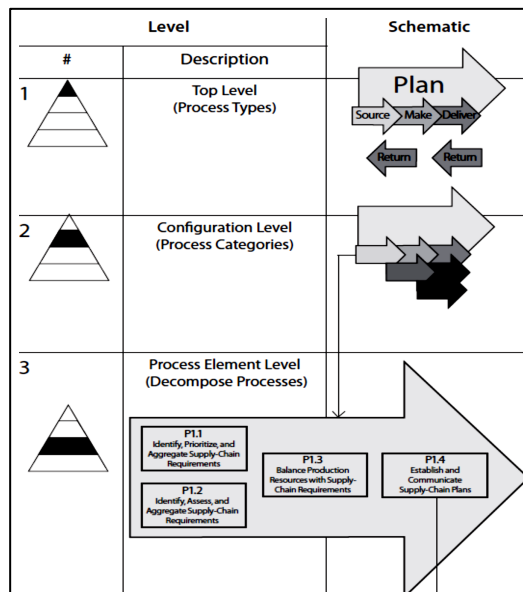 Level
Schematic
#
Description
1
Top Level
(Process Types)
Plan
Source
Make
Deliver
Return
Return
2
Configuration Level
(Process Categories)
3
Process Element Level
(Decompose Processes)
P1.1
Identify, Prioritize, and
Aggregate Supply-Chain
Requirements
P1.2
Identify, Assess, and
Aggregate Supply-Chain
Requirements
P1.3
Balance Production
Resources with Supply-
Chain Requirements
P1.4
Establish and
Communicate
Supply-Chain Plans